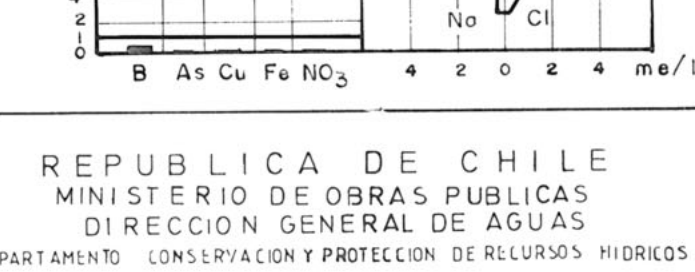 2
1
0
Na Cl
B As Cu Fe NO3 4 2 0 2 4 me/
REPUBLICA DE CHILE
MINISTERIO DE OBRAS PUBLICAS
DIRECCION GENERAL DE AGUAS
PARTAMENTO CONSERVACION Y PROTECCION DE RECURSOS HIDRICOS